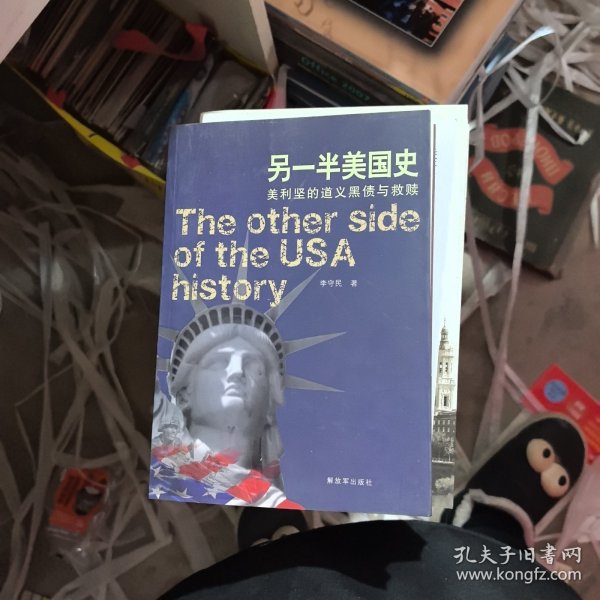 Office 2007
另一半美国史
美利坚的道义黑债与救赎
The other side
of the USA
history
李守民 著
解放军出版社
孔夫子旧书网
www.kongfz.com